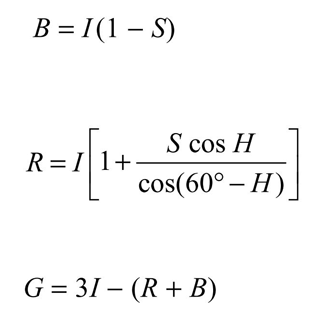 B = I(1 − S)
R = I[1 + S cos H / cos(60° − H)]
G = 3I − (R + B)